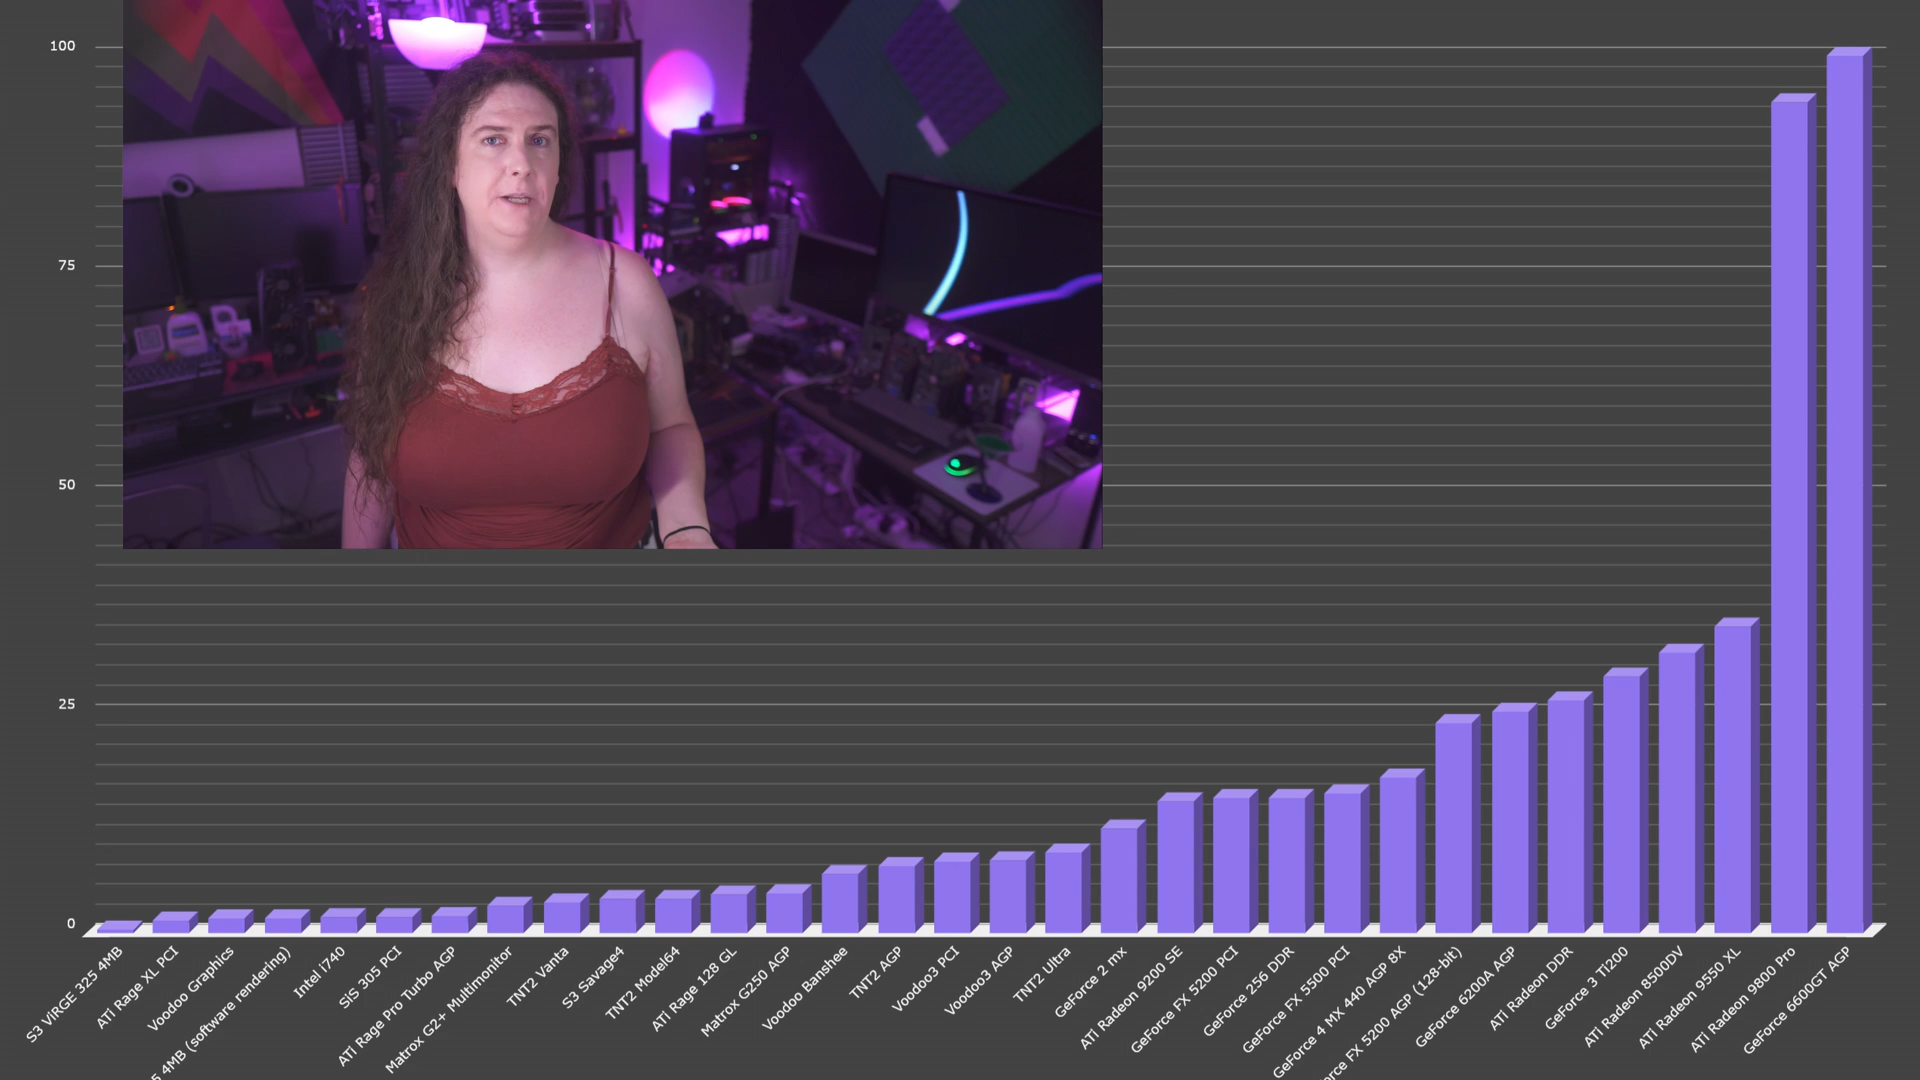 100
75
50
25
0
S3 ViRGE 325 4MB
ATi Rage XL PCI
Voodoo Graphics
5 4MB (software rendering)
Intel i740
SiS 305 PCI
ATi Rage Pro Turbo AGP
Matrox G2+ Multimonitor
TNT2 Vanta
S3 Savage4
TNT2 Model64
ATi Rage 128 GL
Matrox G250 AGP
Voodoo Banshee
TNT2 AGP
Voodoo3 PCI
Voodoo3 AGP
TNT2 Ultra
GeForce 2 mx
ATi Radeon 9200 SE
GeForce FX 5200 PCI
GeForce 256 DDR
GeForce FX 5500 PCI
GeForce 4 MX 440 AGP 8X
rce FX 5200 AGP (128-bit)
GeForce 6200A AGP
ATi Radeon DDR
GeForce 3 Ti200
ATi Radeon 8500DV
ATi Radeon 9550 XL
ATi Radeon 9800 Pro
GeForce 6600GT AGP